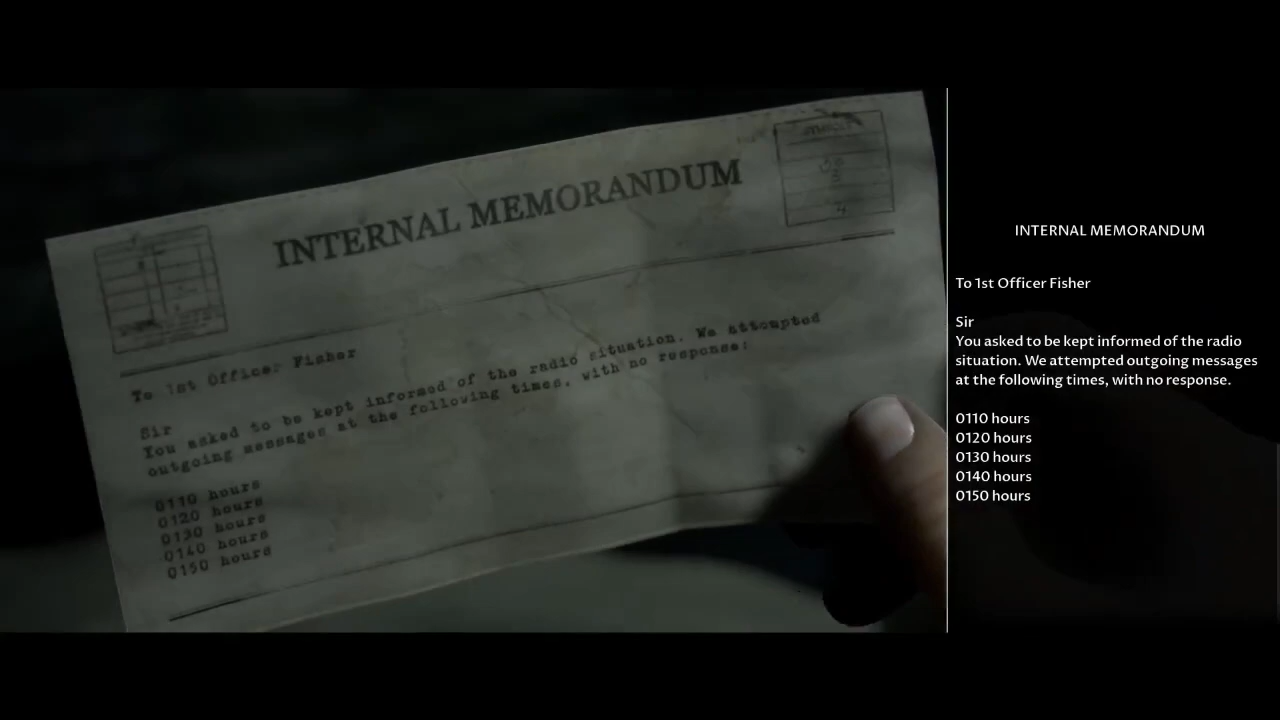 INTERNAL MEMORANDUM
To 1st Officer Fisher
Sir
You asked to be kept informed of the radio situation. We attempted
outgoing messages at the following times, with no response:
0110 hours
0120 hours
0130 hours
0140 hours
0150 hours
INTERNAL MEMORANDUM
To 1st Officer Fisher
Sir
You asked to be kept informed of the radio
situation. We attempted outgoing messages
at the following times, with no response.
0110 hours
0120 hours
0130 hours
0140 hours
0150 hours